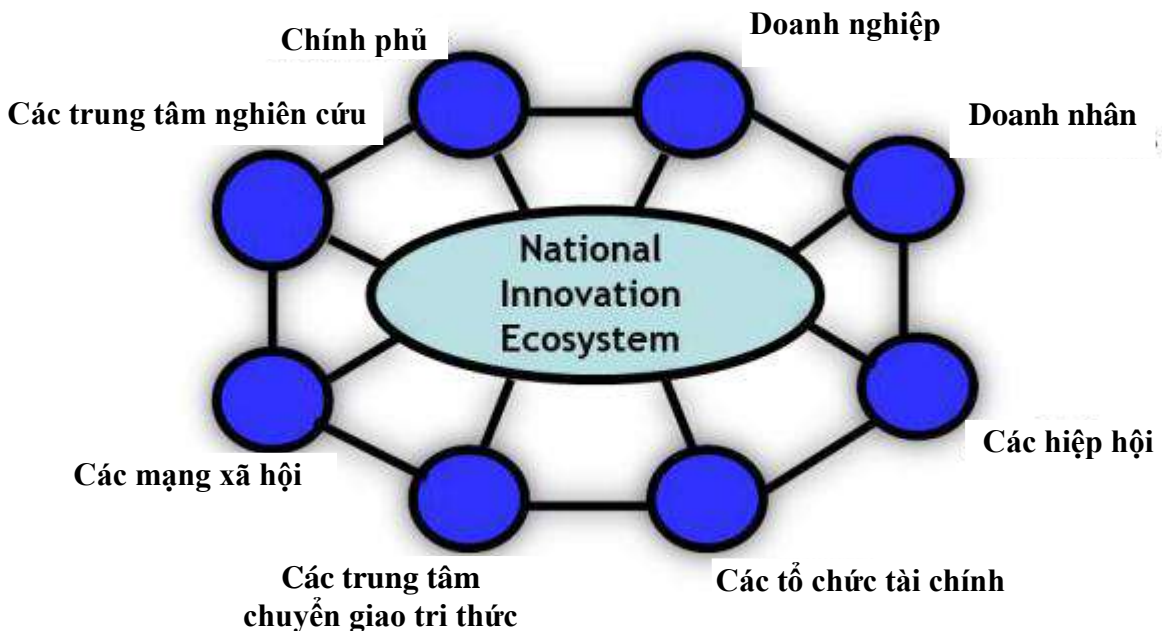 Chính phủ
Doanh nghiệp
Các trung tâm nghiên cứu
Doanh nhân
National
Innovation
Ecosystem
Các hiệp hội
Các mạng xã hội
Các trung tâm
chuyển giao tri thức
Các tổ chức tài chính